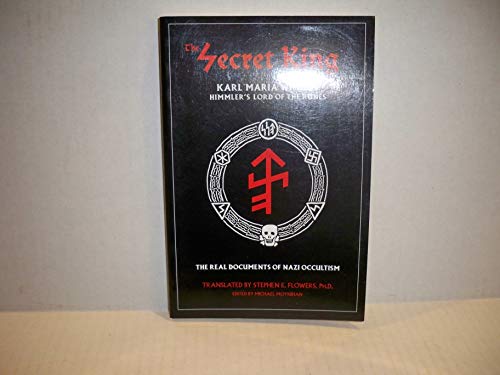 The Secret King
KARL MARIA
HIMMLER'S LORD OF THE RUNES
THE REAL DOCUMENTS OF NAZI OCCULTISM
TRANSLATED BY STEPHEN E. FLOWERS, PH.D.
EDITED BY MICHAEL MOYNIHAN